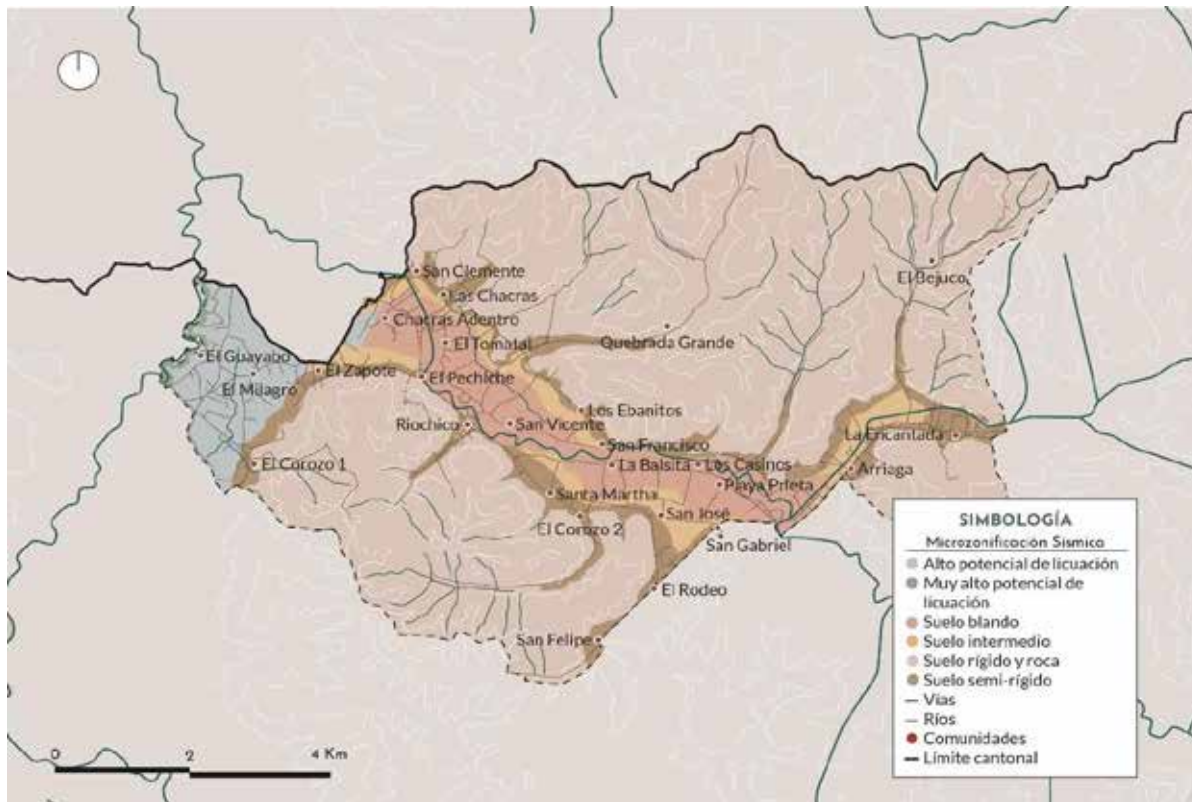 San Clemente
El Bejuco
Las Chacras
Chacras Adentro
El Tomatal
Quebrada Grande
El Guayabo
El Zapote
El Pechiche
El Milagro
Los Ebanitos
Riochico
San Vicente
San Francisco
La Encantada
El Corozo 1
La Balsita
Los Casinos
Arriaga
Playa Prieta
Santa Martha
San José
El Corozo 2
San Gabriel
El Rodeo
San Felipe
SIMBOLOGÍA
Microzonificación Sísmico
Alto potencial de licuación
Muy alto potencial de
licuación
Suelo blando
Suelo intermedio
Suelo rígido y roca
Suelo semi-rígido
Vías
Ríos
Comunidades
Límite cantonal
0 2 4 Km